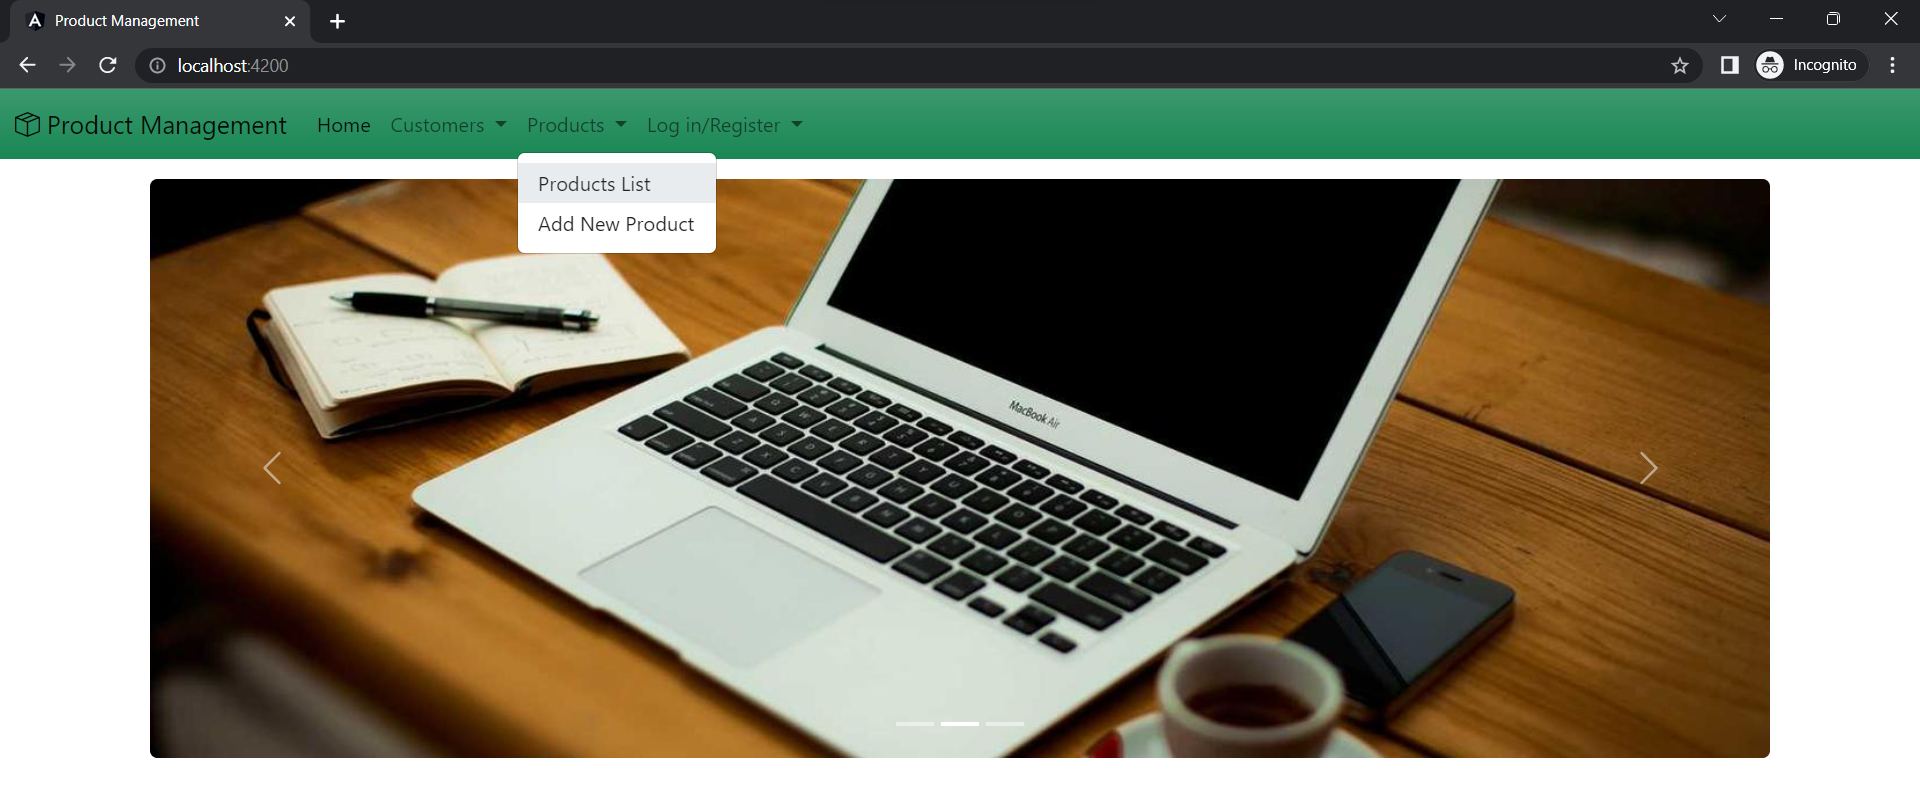 Product Management
localhost:4200
Incognito
Product Management Home Customers Products Log in/Register
Products List
Add New Product
MacBook Air